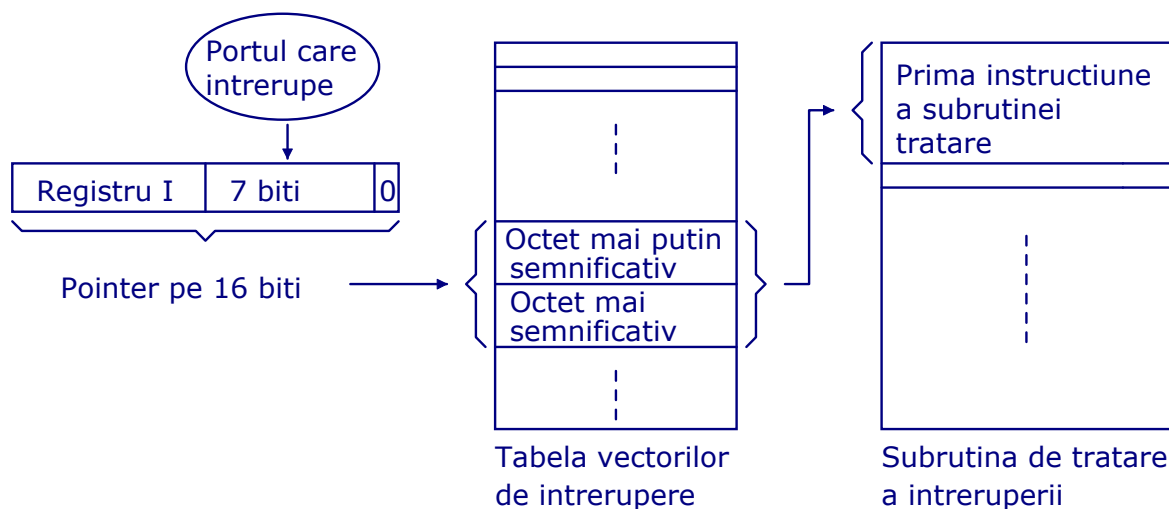 Portul care
intrerupe
Registru I 7 biti 0
Pointer pe 16 biti
Octet mai putin
semnificativ
Octet mai
semnificativ
Tabela vectorilor
de intrerupere
Prima instructiune
a subrutinei
tratare
Subrutina de tratare
a intreruperii